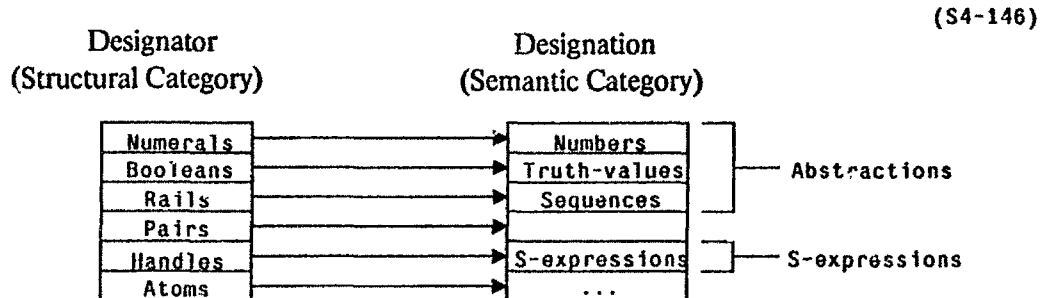 (S4-146)
Designator Designation
(Structural Category) (Semantic Category)
Numerals Numbers
Booleans Truth-values Abstractions
Rails Sequences
Pairs
Handles S-expressions S-expressions
Atoms ...